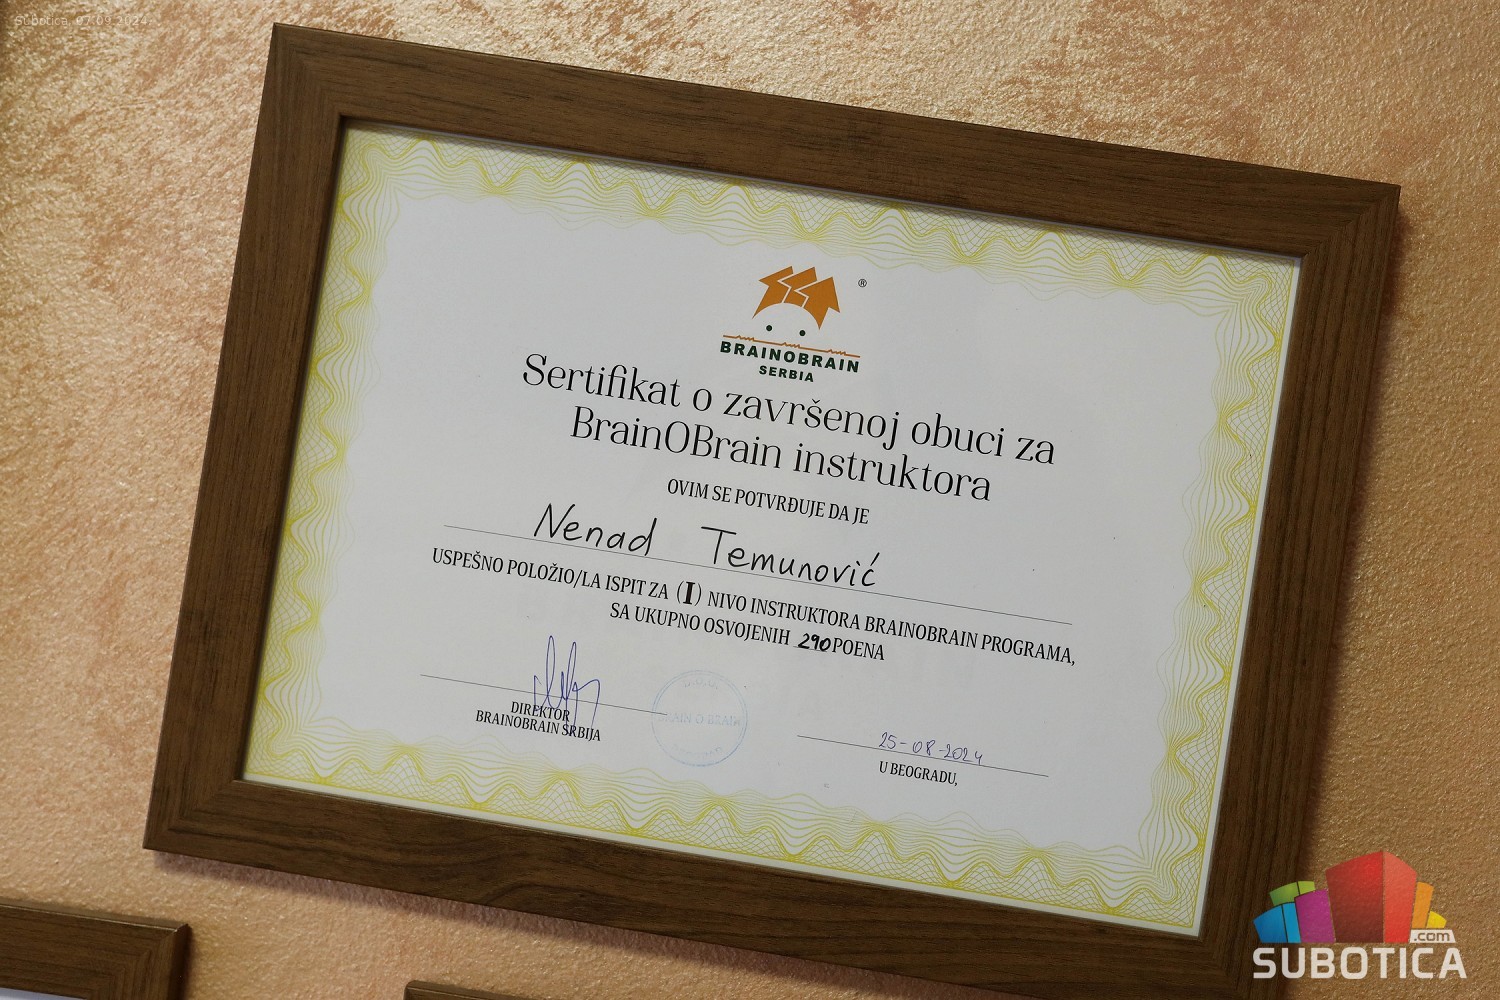 Subotica, 07.09.2024.
®
BRAINOBRAIN
SERBIA
Sertifikat o završenoj obuci za
BrainOBrain instruktora
OVIM SE POTVRĐUJE DA JE
Nenad Temunović
USPEŠNO POLOŽIO/LA ISPIT ZA (I) NIVO INSTRUKTORA BRAINOBRAIN PROGRAMA,
SA UKUPNO OSVOJENIH 290 POENA
DIREKTOR
BRAINOBRAIN SRBIJA
BRAIN O BRAIN
25-08-2024
U BEOGRADU,
.com
SUBOTICA